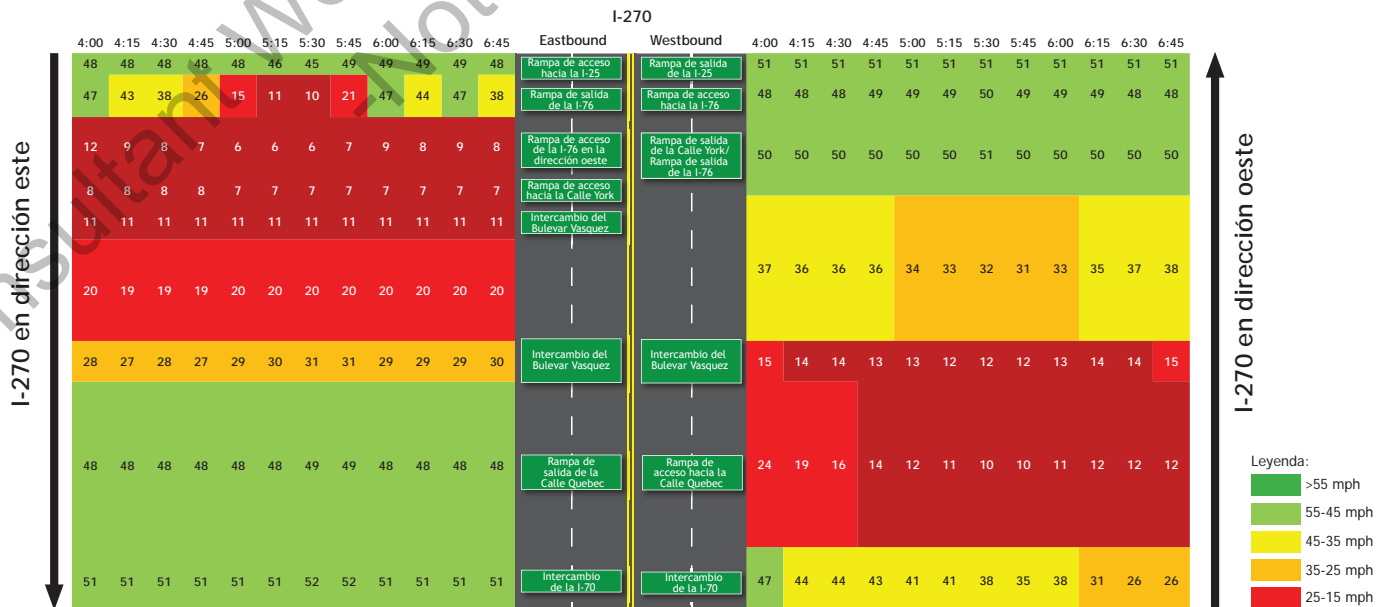 I-270
4:00 4:15 4:30 4:45 5:00 5:15 5:30 5:45 6:00 6:15 6:30 6:45
Eastbound
Westbound
4:00 4:15 4:30 4:45 5:00 5:15 5:30 5:45 6:00 6:15 6:30 6:45
48 48 48 48 48 46 45 49 49 49 49 48
Rampa de acceso
hacia la I-25
Rampa de salida
de la I-25
51 51 51 51 51 51 51 51 51 51 51 51
47 43 38 26 15 11 10 21 47 44 47 38
Rampa de salida
de la I-76
Rampa de acceso
hacia la I-76
48 48 48 49 49 49 50 49 49 49 48 48
12 9 8 7 6 6 6 7 9 8 9 8
Rampa de acceso
de la I-76 en la
dirección oeste
Rampa de salida
de la Calle York/
Rampa de salida
de la I-76
50 50 50 50 50 50 51 50 50 50 50 50
8 8 8 8 7 7 7 7 7 7 7 7
Rampa de acceso
hacia la Calle York
11 11 11 11 11 11 11 11 11 11 11 11
Intercambio del
Bulevar Vasquez
20 19 19 19 20 20 20 20 20 20 20 20
37 36 36 36 34 33 32 31 33 35 37 38
28 27 28 27 29 30 31 31 29 29 29 30
Intercambio del
Bulevar Vasquez
Intercambio del
Bulevar Vasquez
15 14 14 13 13 12 12 12 13 14 14 15
48 48 48 48 48 48 49 49 48 48 48 48
Rampa de
salida de la
Calle Quebec
Rampa de
acceso hacia la
Calle Quebec
24 19 16 14 12 11 10 10 11 12 12 12
51 51 51 51 51 51 52 52 51 51 51 51
Intercambio
de la I-70
Intercambio
de la I-70
47 44 44 43 41 41 38 35 38 31 26 26
I-270 en dirección este
I-270 en dirección oeste
Leyenda:
>55 mph
55-45 mph
45-35 mph
35-25 mph
25-15 mph